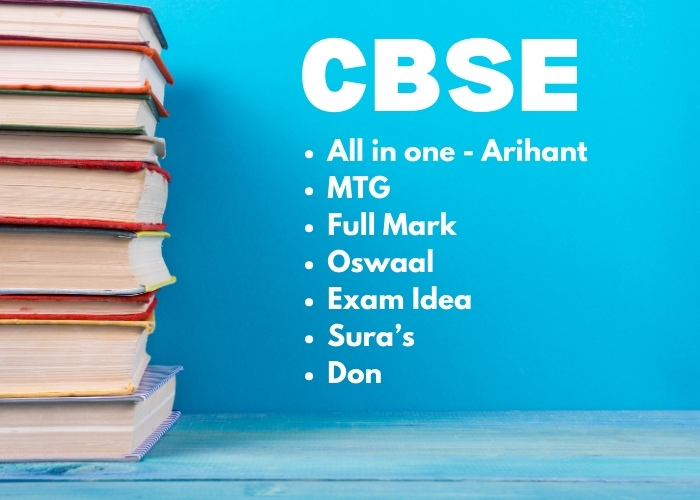 CBSE
• All in one - Arihant
• MTG
• Full Mark
• Oswaal
• Exam Idea
• Sura's
• Don